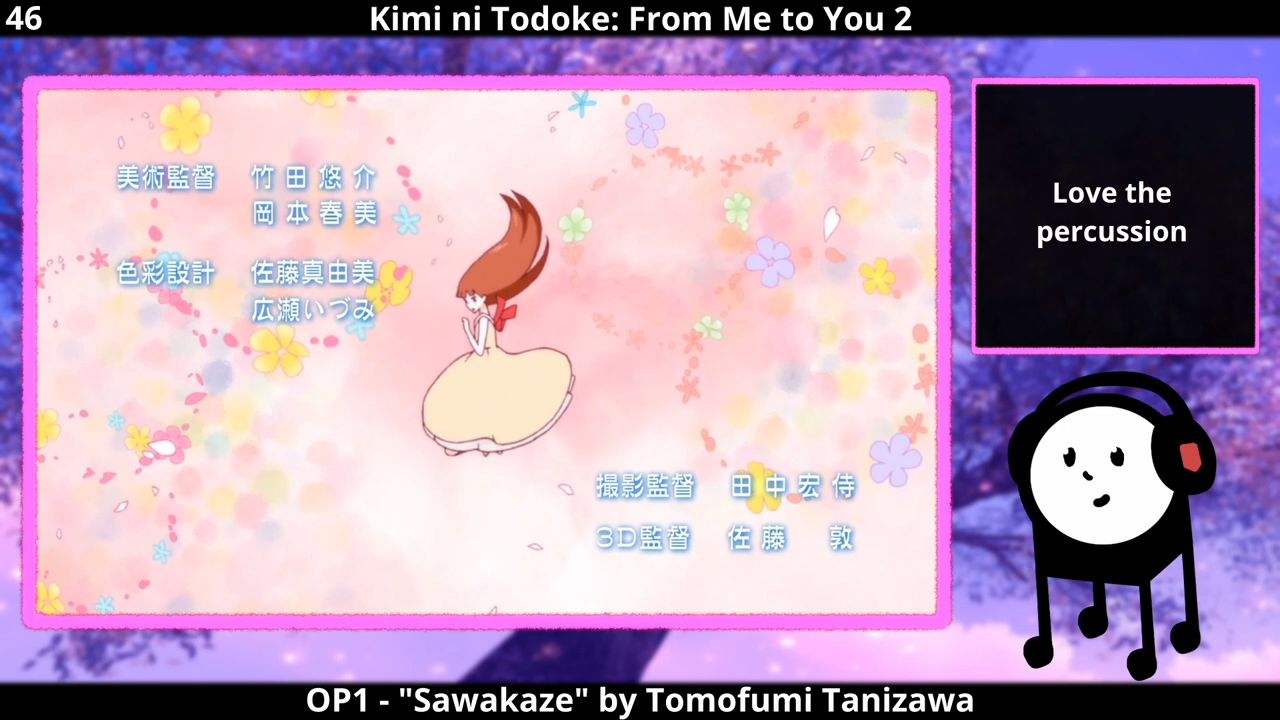 46
Kimi ni Todoke: From Me to You 2
美術監督 竹田悠介
岡本春美
色彩設計 佐藤真由美
広瀬いづみ
撮影監督 田中宏侍
3D監督 佐藤 敦
Love the
percussion
OP1 - "Sawakaze" by Tomofumi Tanizawa